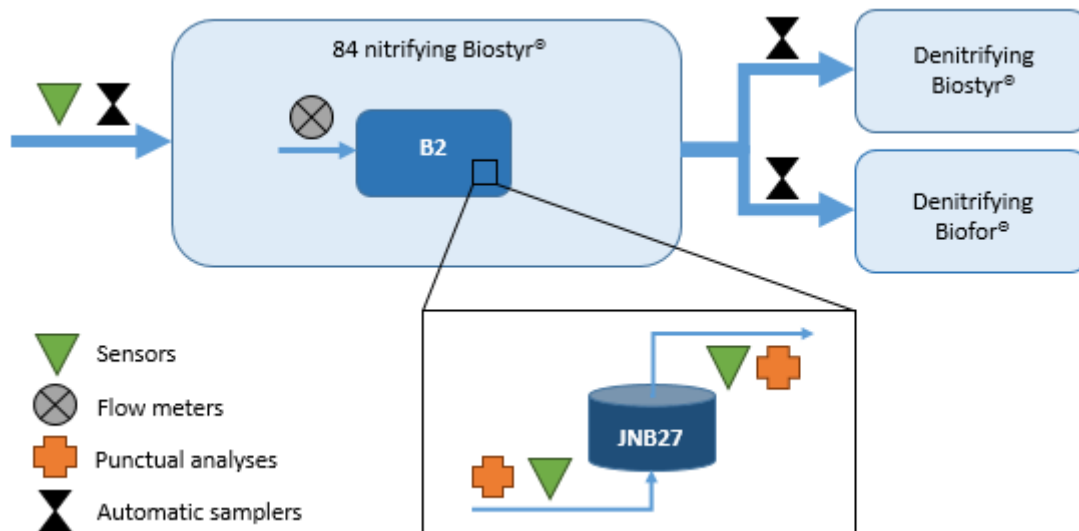 84 nitrifying Biostyr®
B2
Denitrifying
Biostyr®
Denitrifying
Biofor®
JNB27
Sensors
Flow meters
Punctual analyses
Automatic samplers